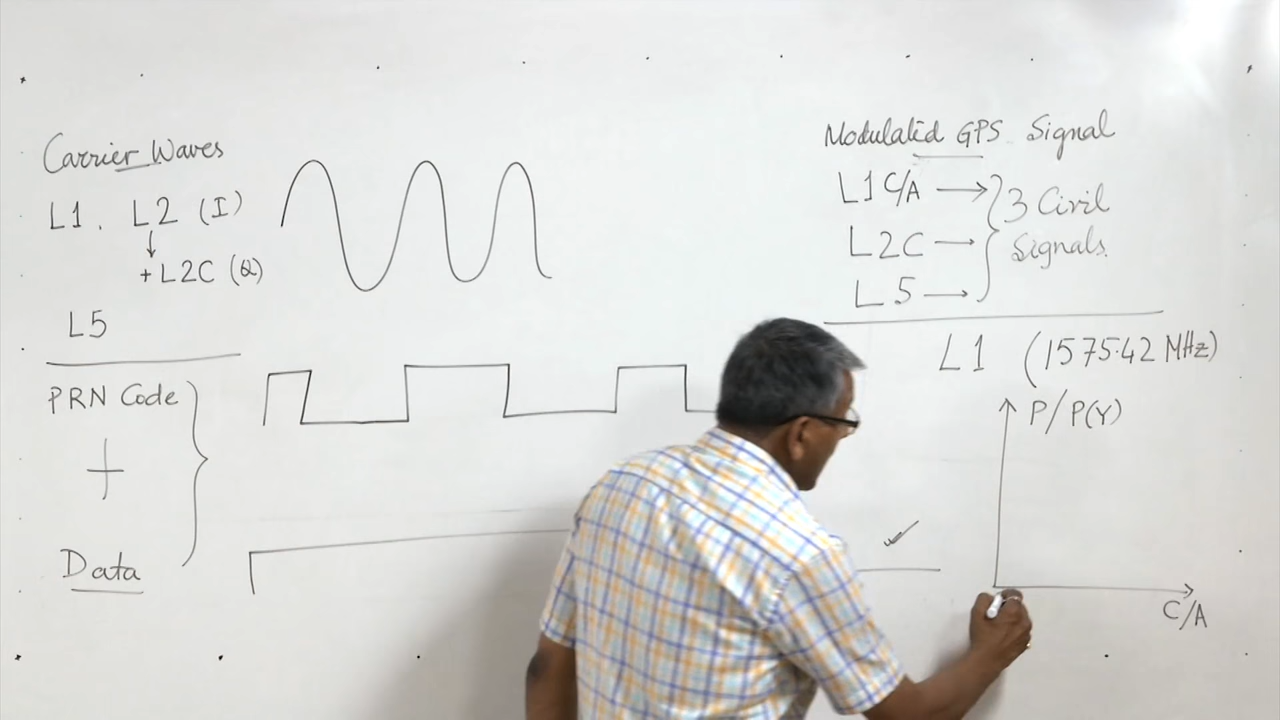 Carrier Waves
L1, L2 (I)
+ L2C (Q)
L5
PRN Code
+
Data
Modulated GPS Signal
L1 C/A
L2C
L5
3 Civil
Signals.
L1 (1575.42 MHz)
P/P(Y)
C/A